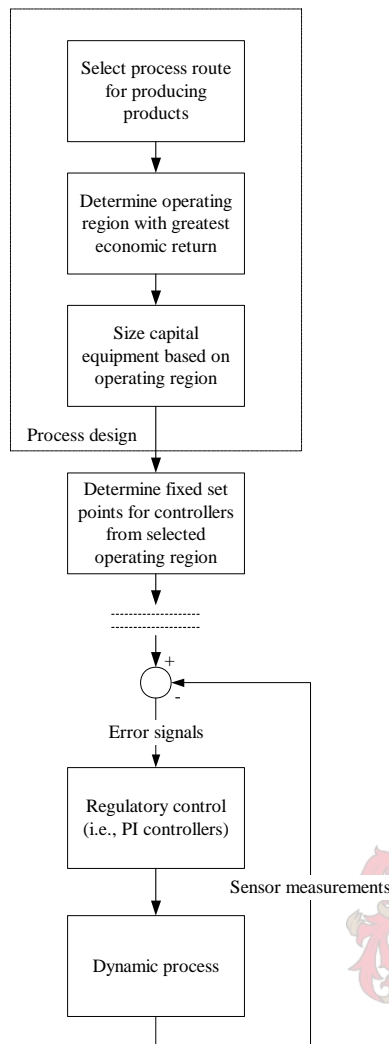 Select process route
for producing
products
Determine operating
region with greatest
economic return
Size capital
equipment based on
operating region
Process design
Determine fixed set
points for controllers
from selected
operating region
+
-
Error signals
Regulatory control
(i.e., PI controllers)
Sensor measurements
Dynamic process